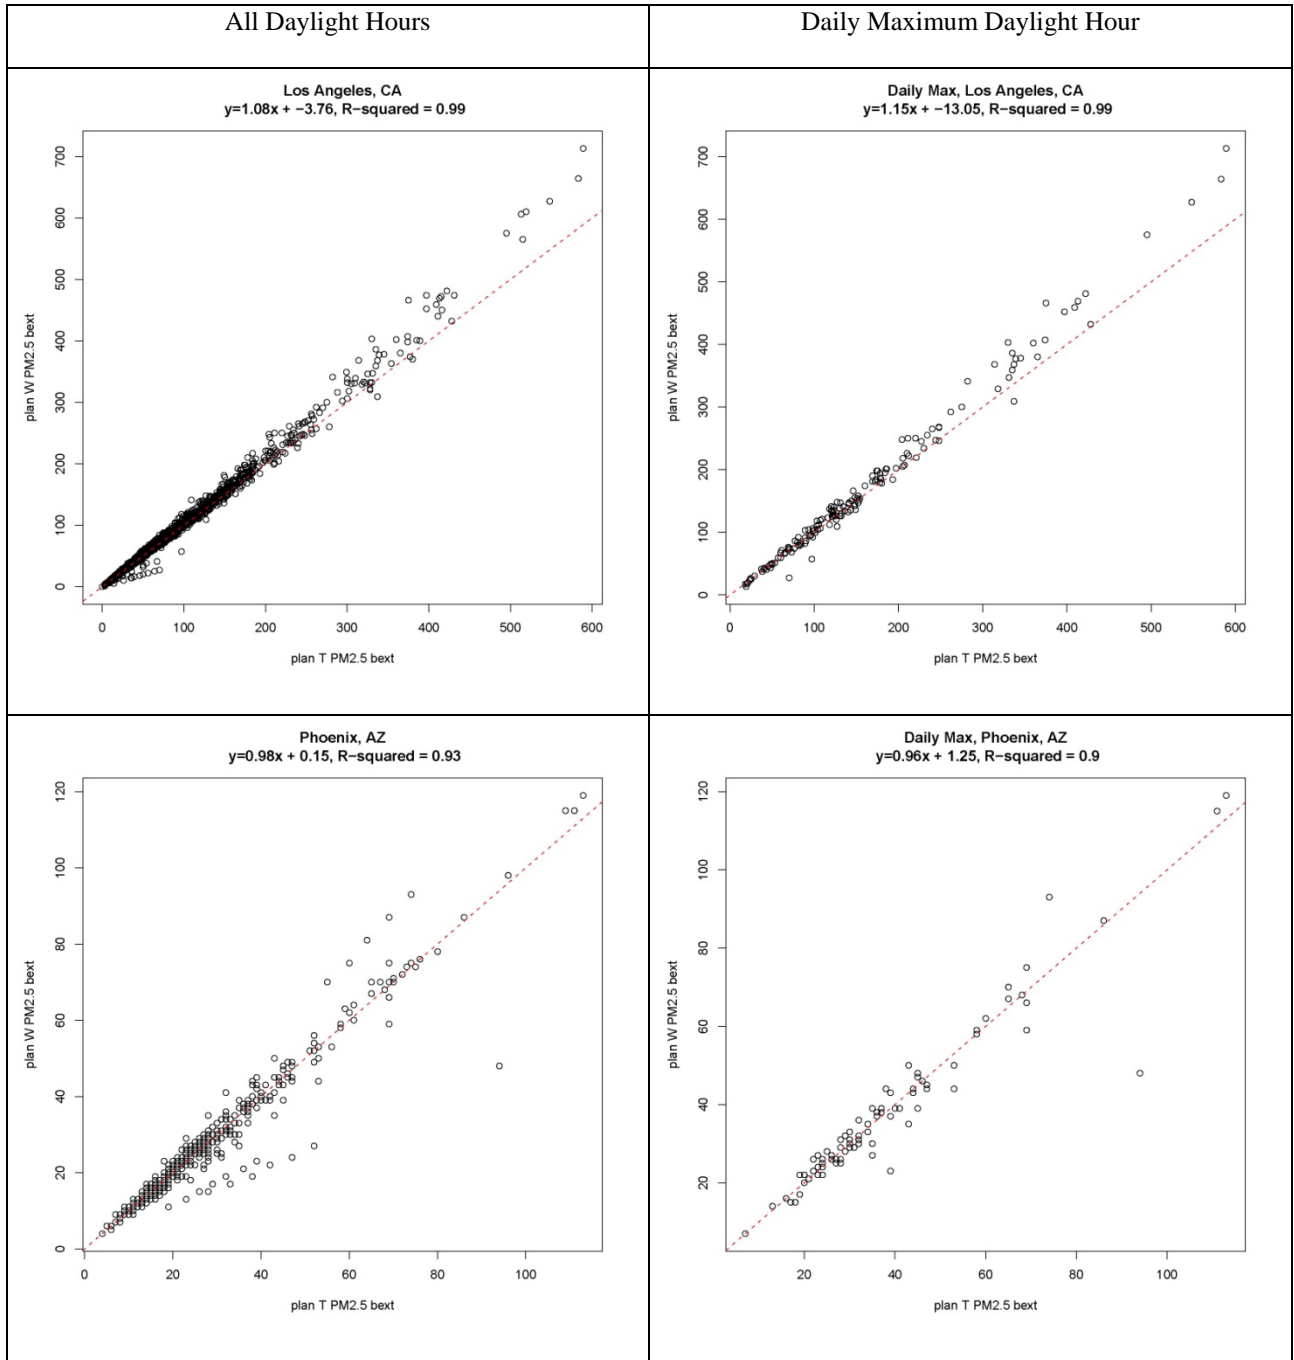 All Daylight Hours
Daily Maximum Daylight Hour
Los Angeles, CA
y=1.08x + −3.76, R−squared = 0.99
plan W PM2.5 bext
0 100 200 300 400 500 600 700
0 100 200 300 400 500 600
plan T PM2.5 bext
Daily Max, Los Angeles, CA
y=1.15x + −13.05, R−squared = 0.99
plan W PM2.5 bext
0 100 200 300 400 500 600 700
0 100 200 300 400 500 600
plan T PM2.5 bext
Phoenix, AZ
y=0.98x + 0.15, R−squared = 0.93
plan W PM2.5 bext
0 20 40 60 80 100 120
0 20 40 60 80 100
plan T PM2.5 bext
Daily Max, Phoenix, AZ
y=0.96x + 1.25, R−squared = 0.9
plan W PM2.5 bext
20 40 60 80 100 120
20 40 60 80 100
plan T PM2.5 bext